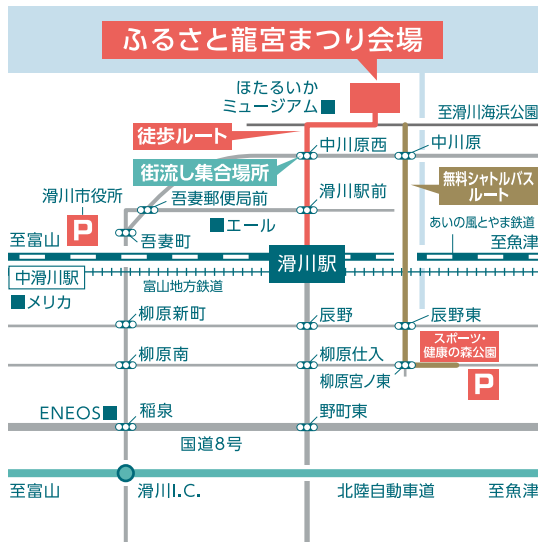 ふるさと龍宮まつり会場
ほたるいか
ミュージアム
至滑川海浜公園
徒歩ルート
中川原西
中川原
街流し集合場所
無料シャトルバス
ルート
滑川市役所
P
吾妻郵便局前
滑川駅前
エール
あいの風とやま鉄道
至富山
吾妻町
至魚津
滑川駅
中滑川駅
富山地方鉄道
メリカ
柳原新町
辰野
辰野東
スポーツ・
健康の森公園
柳原南
柳原仕入
柳原宮ノ東
P
ENEOS
稲泉
野町東
国道8号
至富山
滑川I.C.
北陸自動車道
至魚津